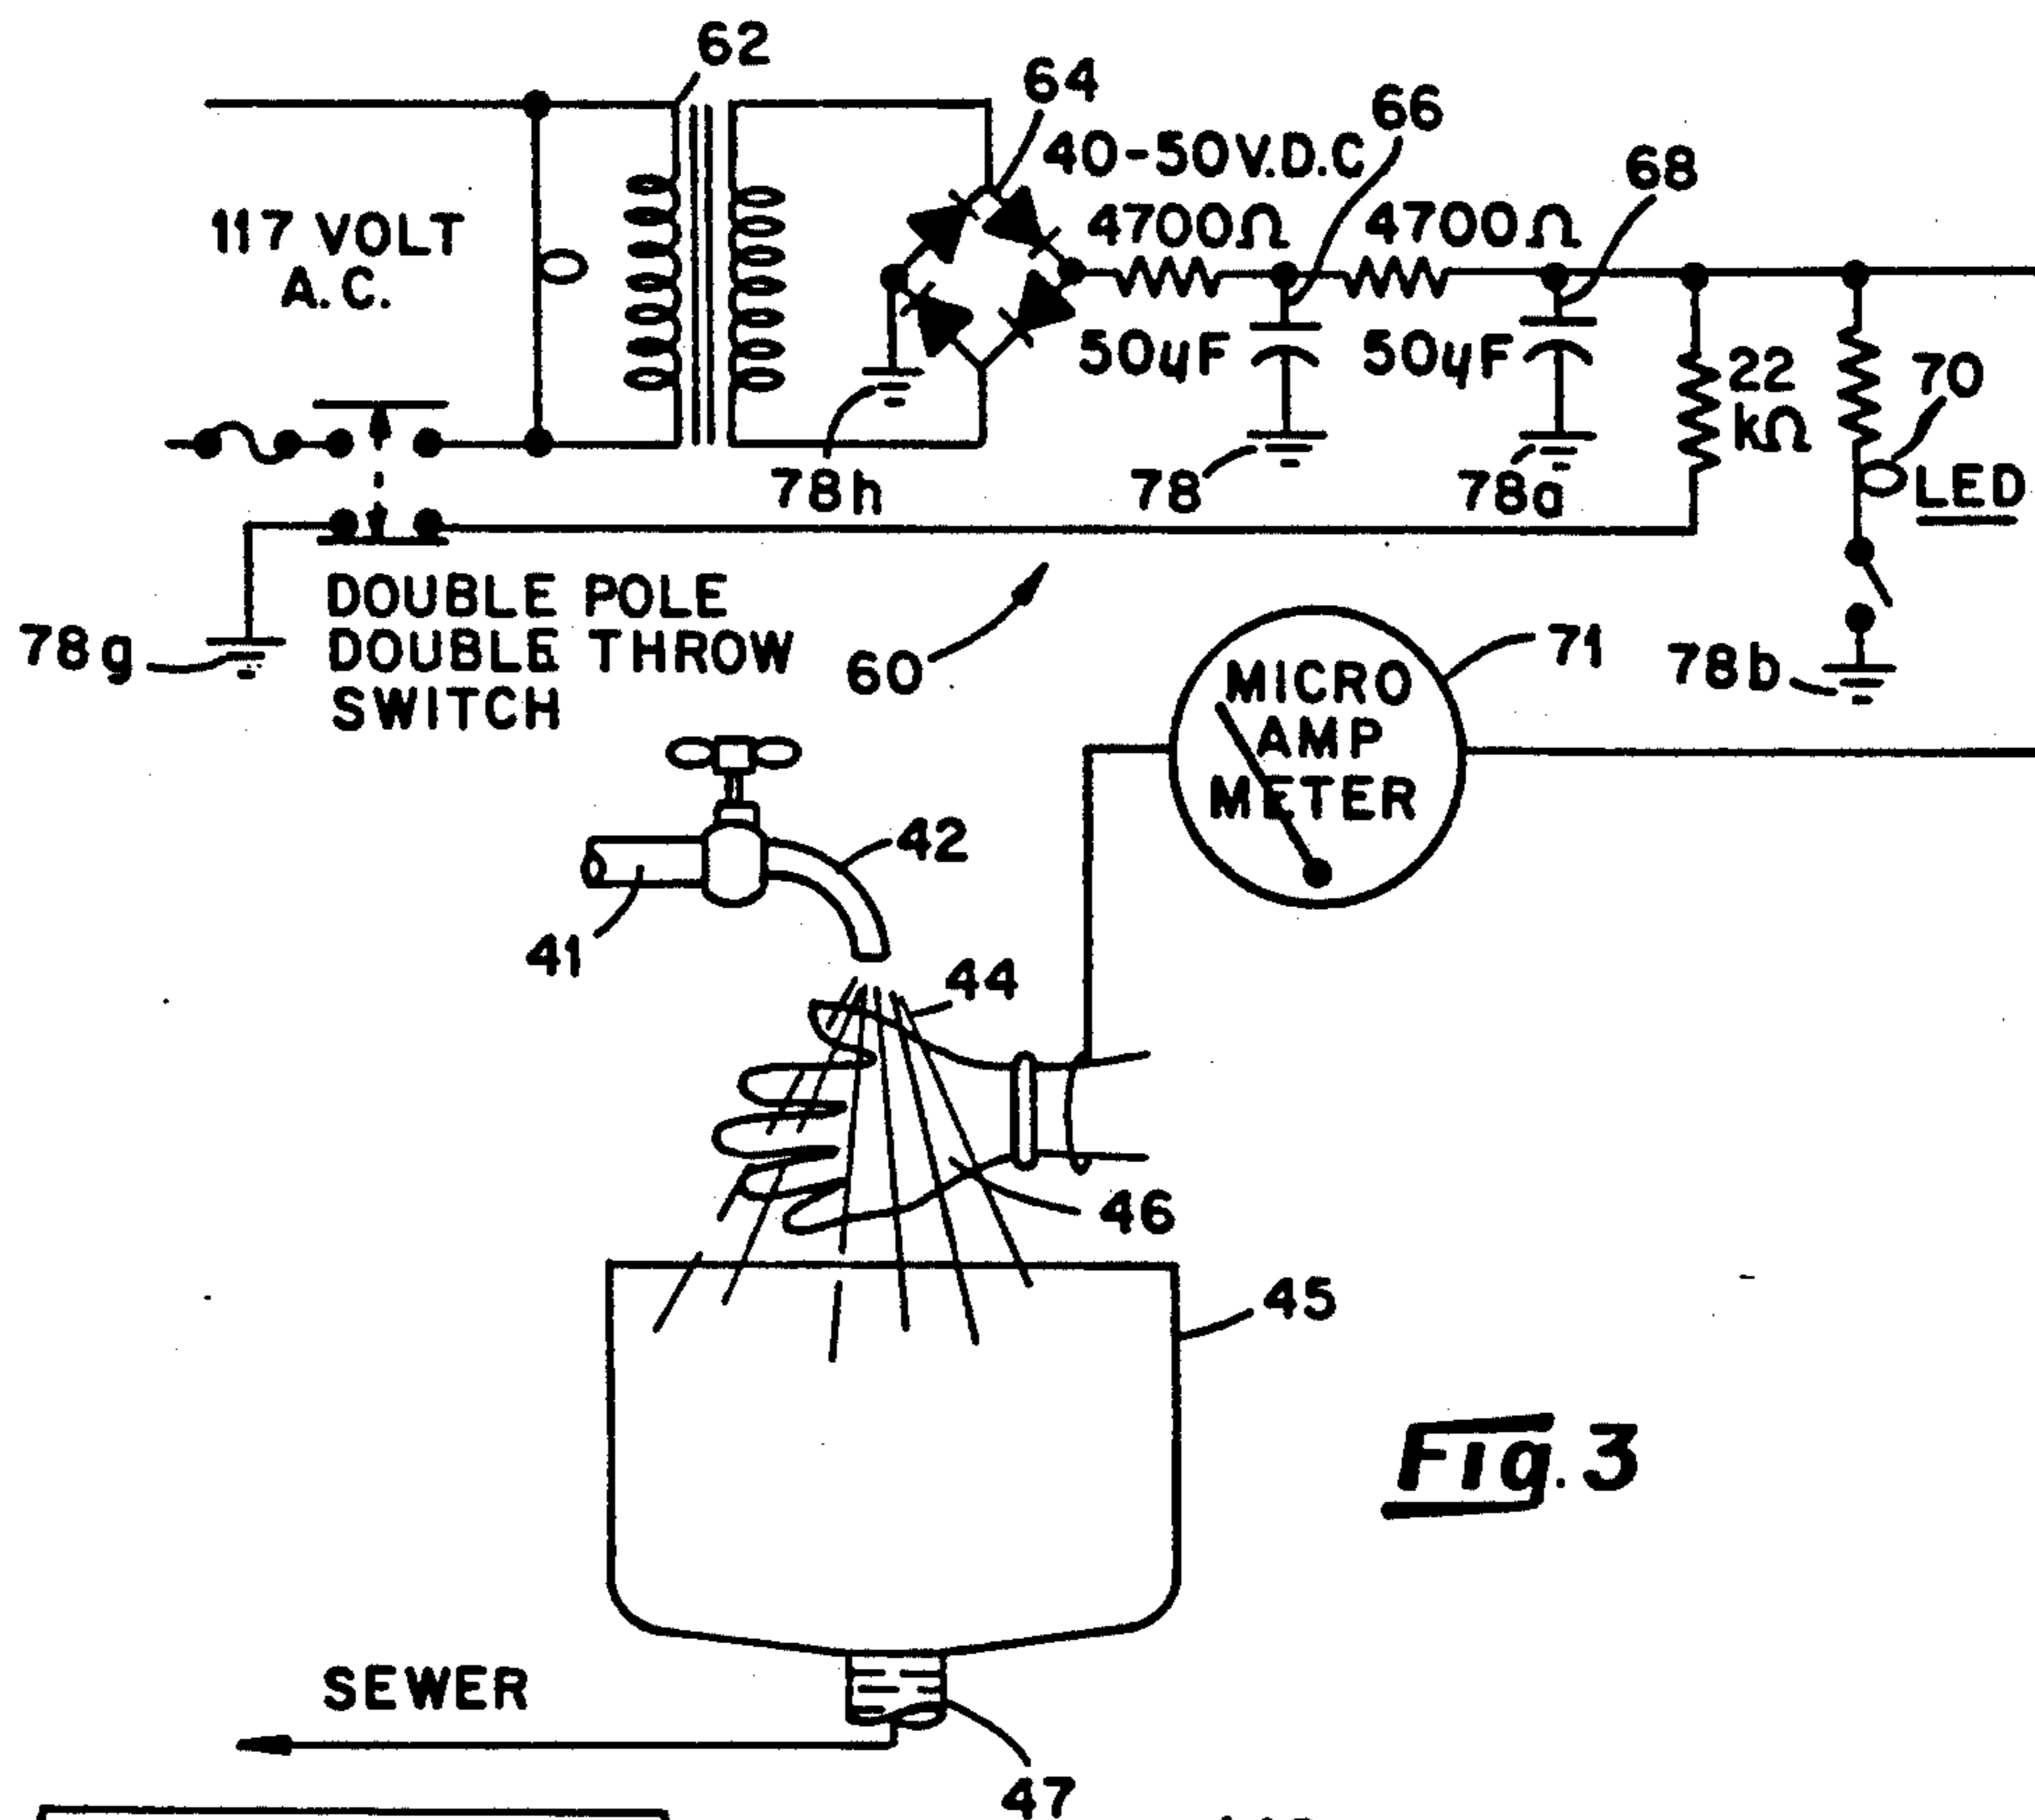 62
64
66
40-50V.D.C
68
117 VOLT
A.C.
4700Ω
4700Ω
50µF
50µF
22
kΩ
70
LED
78h
78
78a
DOUBLE POLE
DOUBLE THROW
SWITCH
78g
60
71
78b
MICRO
AMP
METER
42
41
44
46
45
Fig. 3
SEWER
47